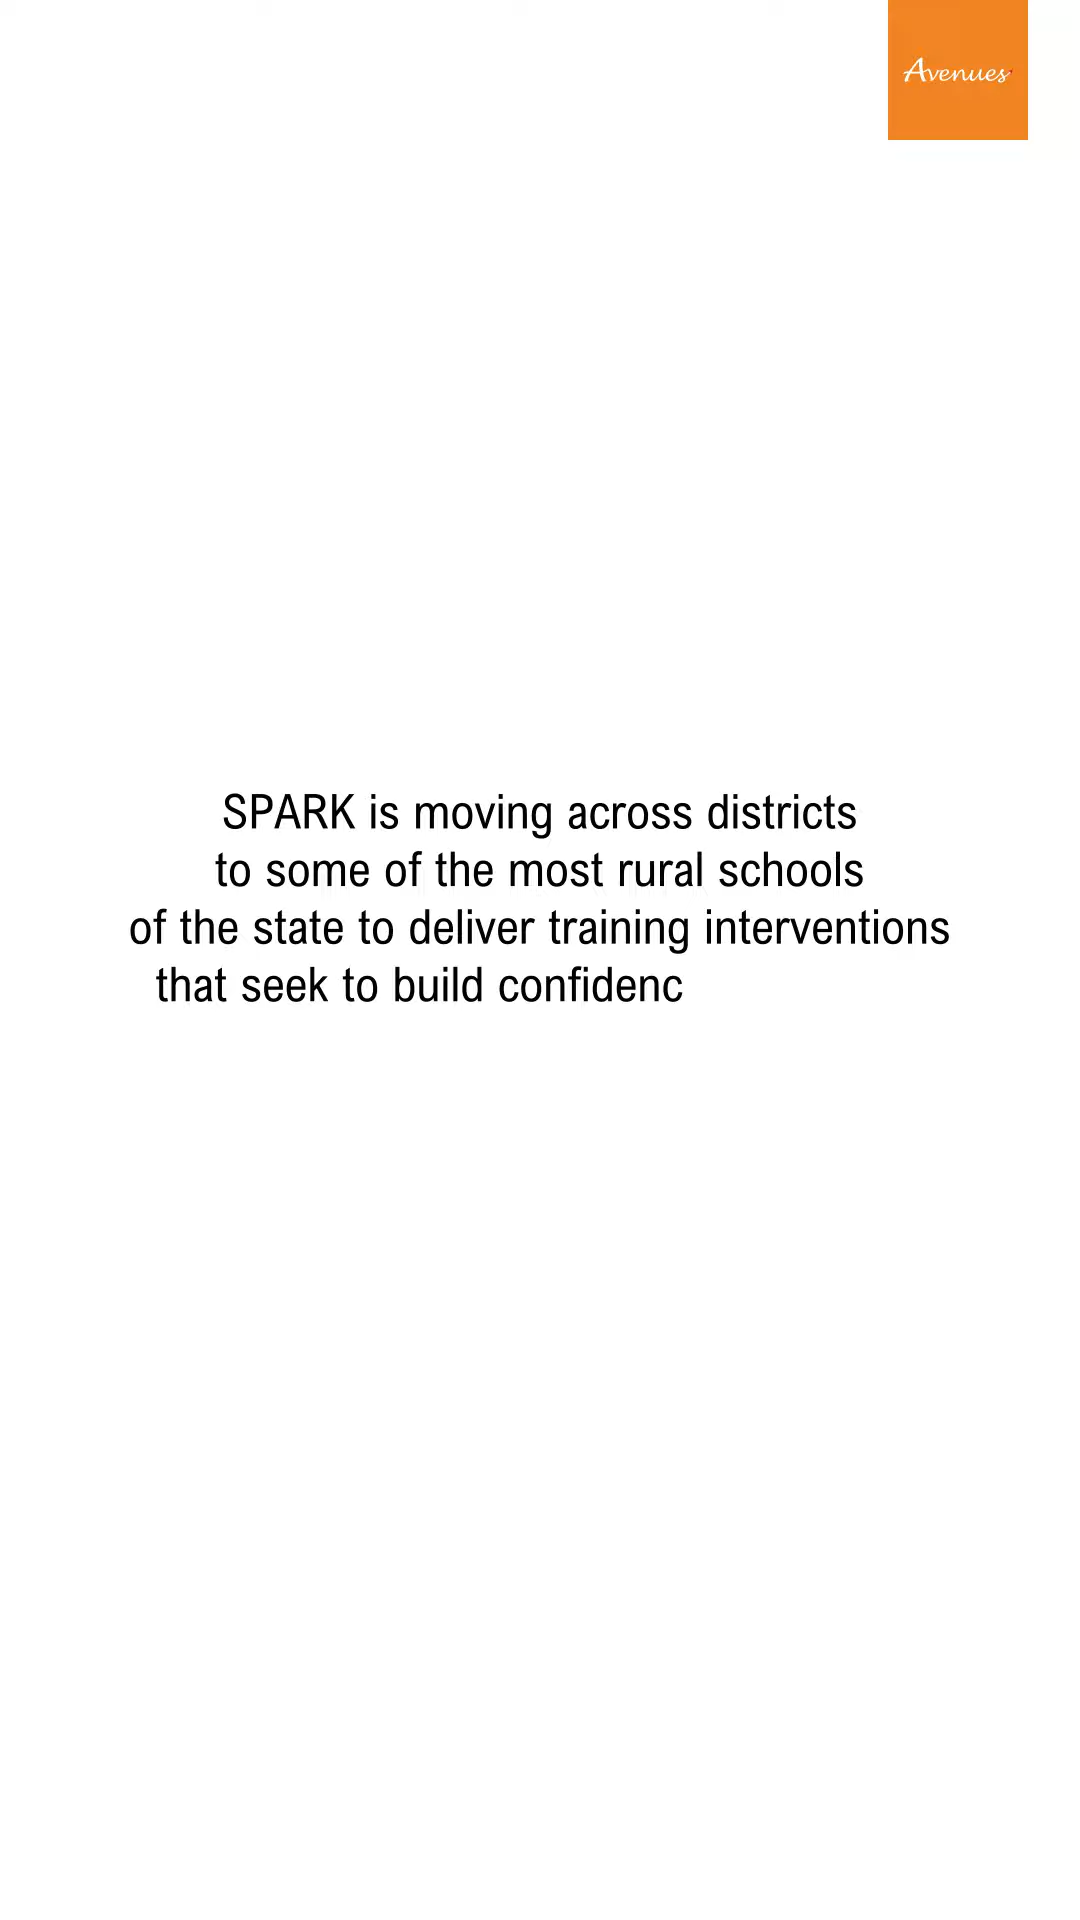 Avenues
SPARK is moving across districts
to some of the most rural schools
of the state to deliver training interventions
that seek to build confidenc